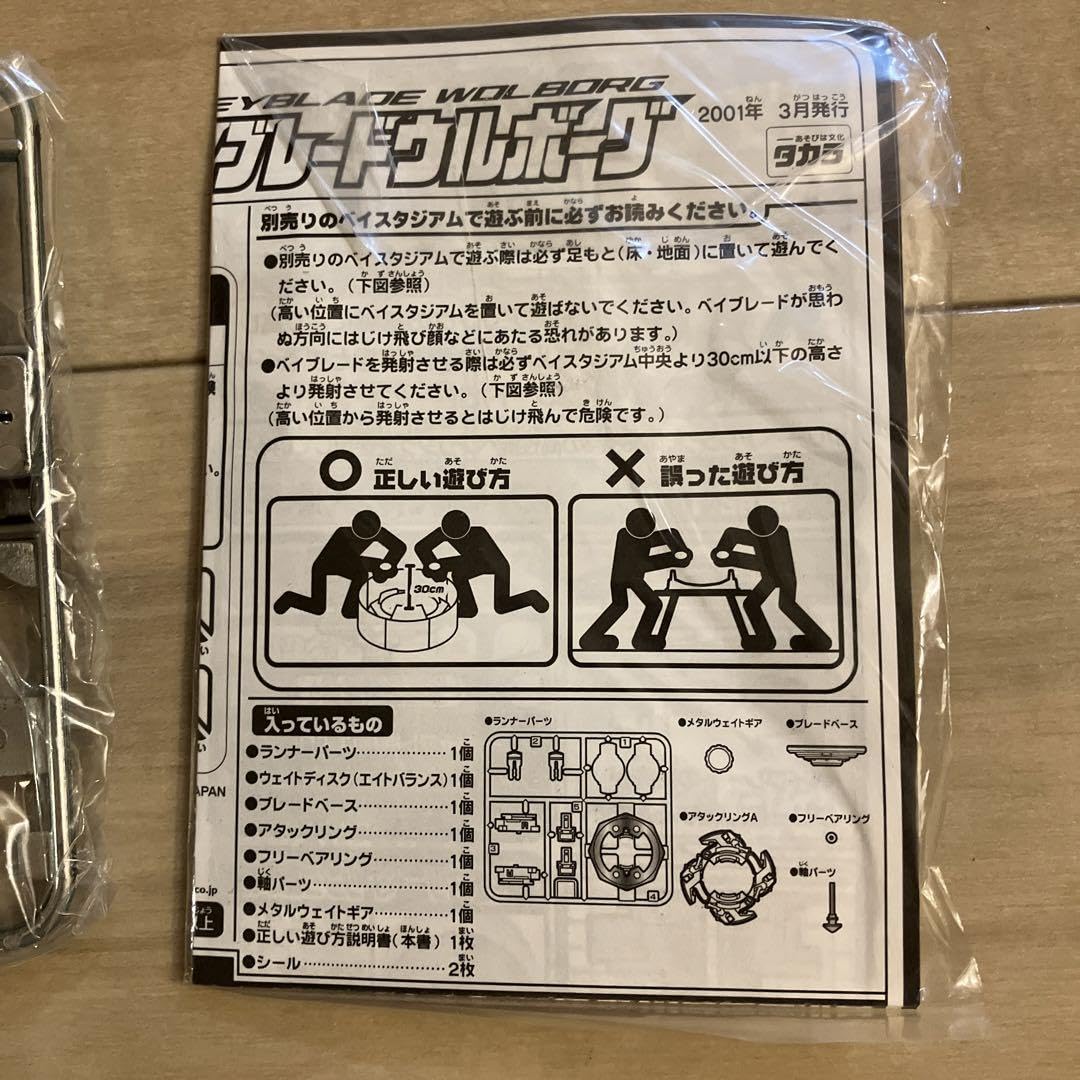 EYBLADE WOLBORG
ブレードウルボーグ
2001年 3月発行
あそびは文化
タカラ
別売りのベイスタジアムで遊ぶ前に必ずお読みください。
●別売りのベイスタジアムで遊ぶ際は必ず足もと(床・地面)に置いて遊んでく
ださい。(下図参照)
(高い位置にベイスタジアムを置いて遊ばないでください。ベイブレードが思わ
ぬ方向にはじけ飛び顔などにあたる恐れがあります。)
●ベイブレードを発射させる際は必ずベイスタジアム中央より30cm以下の高さ
より発射させてください。(下図参照)
(高い位置から発射させるとはじけ飛んで危険です。)
○ 正しい遊び方
× 誤った遊び方
30cm
入っているもの
●ランナーパーツ…………………1個
●ウェイトディスク(エイトバランス)1個
●ブレードベース…………………1個
●アタックリング…………………1個
●フリーベアリング………………1個
●軸パーツ…………………………1個
●メタルウェイトギア……………1個
●正しい遊び方説明書(本書) 1枚
●シール……………………………2枚
●ランナーパーツ
●メタルウェイトギア
●ブレードベース
●アタックリングA
●フリーベアリング
●軸パーツ
2
1
5
3
4
APAN
co.jp
上